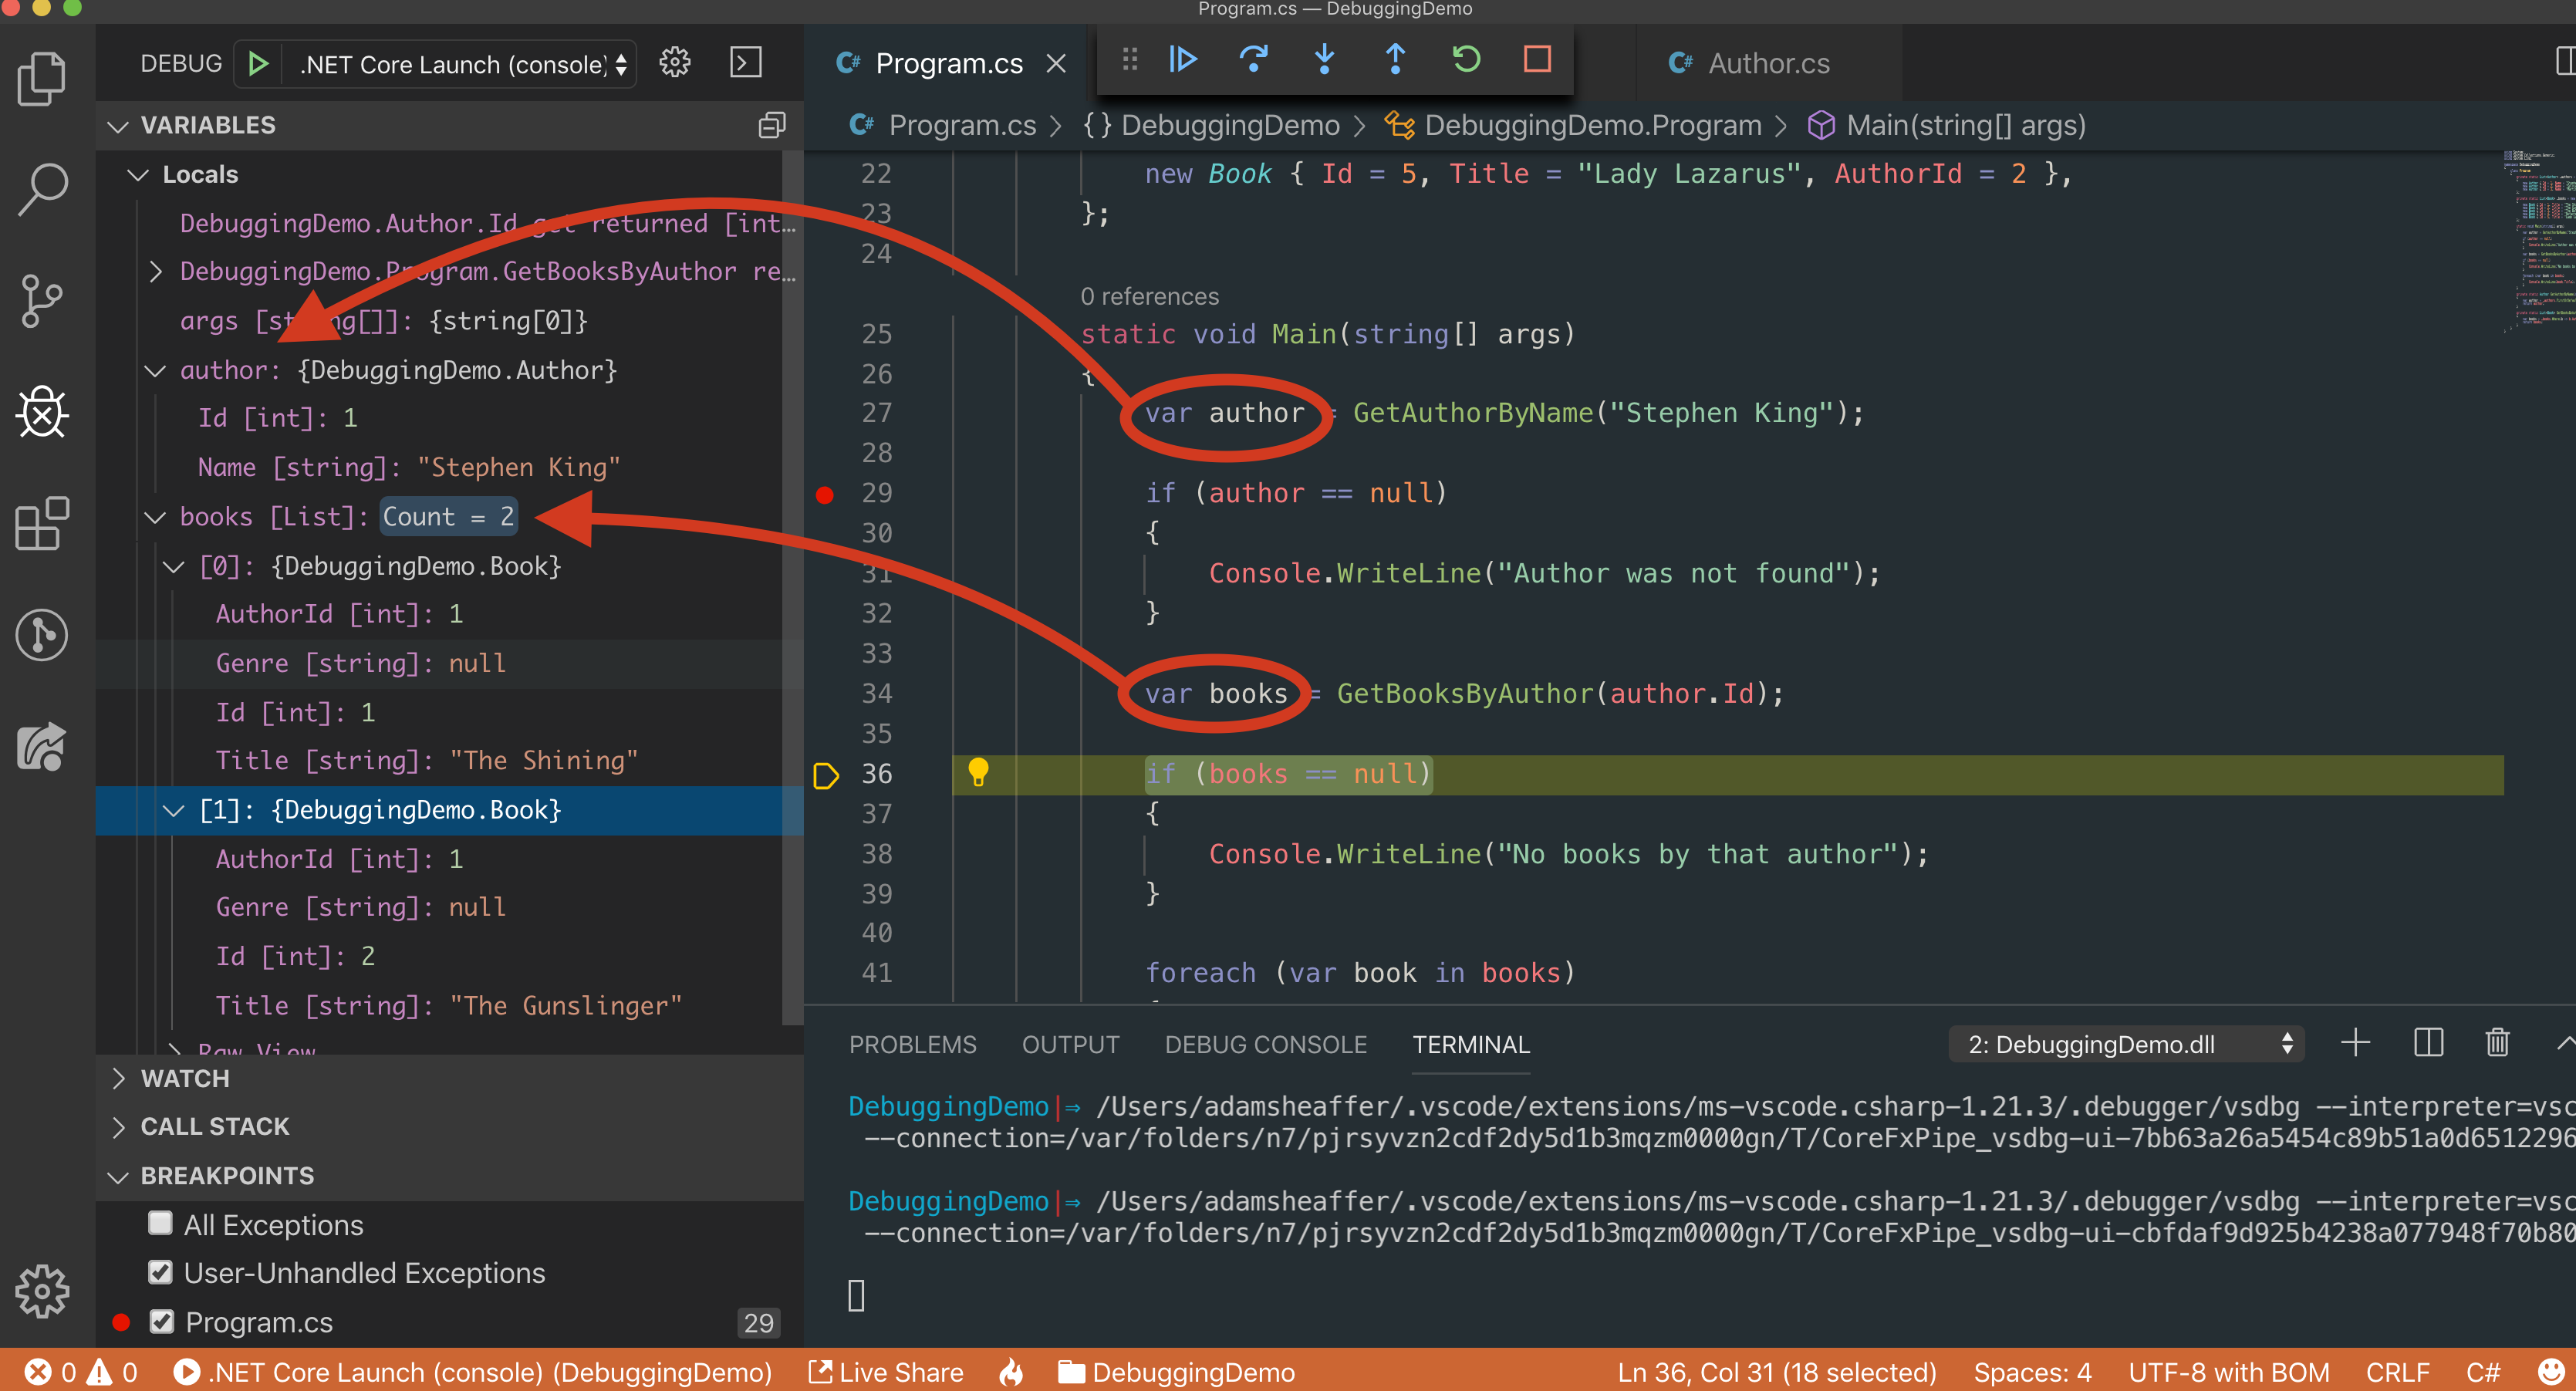 Program.cs — DebuggingDemo
DEBUG .NET Core Launch (console)
VARIABLES
Locals
DebuggingDemo.Author.Id.get returned [int…
DebuggingDemo.Program.GetBooksByAuthor re…
args [string[]]: {string[0]}
author: {DebuggingDemo.Author}
Id [int]: 1
Name [string]: "Stephen King"
books [List]: Count = 2
[0]: {DebuggingDemo.Book}
AuthorId [int]: 1
Genre [string]: null
Id [int]: 1
Title [string]: "The Shining"
[1]: {DebuggingDemo.Book}
AuthorId [int]: 1
Genre [string]: null
Id [int]: 2
Title [string]: "The Gunslinger"
Raw View
WATCH
CALL STACK
BREAKPOINTS
All Exceptions
User-Unhandled Exceptions
Program.cs 29
C# Program.cs
C# Author.cs
C# Program.cs > {} DebuggingDemo > DebuggingDemo.Program > Main(string[] args)
22 new Book { Id = 5, Title = "Lady Lazarus", AuthorId = 2 },
23 };
24
0 references
25 static void Main(string[] args)
26 {
27 var author = GetAuthorByName("Stephen King");
28
29 if (author == null)
30 {
31 Console.WriteLine("Author was not found");
32 }
33
34 var books = GetBooksByAuthor(author.Id);
35
36 if (books == null)
37 {
38 Console.WriteLine("No books by that author");
39 }
40
41 foreach (var book in books)
PROBLEMS OUTPUT DEBUG CONSOLE TERMINAL 2: DebuggingDemo.dll
DebuggingDemo|⇒ /Users/adamsheaffer/.vscode/extensions/ms-vscode.csharp-1.21.3/.debugger/vsdbg --interpreter=vsc
--connection=/var/folders/n7/pjrsyvzn2cdf2dy5d1b3mqzm0000gn/T/CoreFxPipe_vsdbg-ui-7bb63a26a5454c89b51a0d6512296
DebuggingDemo|⇒ /Users/adamsheaffer/.vscode/extensions/ms-vscode.csharp-1.21.3/.debugger/vsdbg --interpreter=vsc
--connection=/var/folders/n7/pjrsyvzn2cdf2dy5d1b3mqzm0000gn/T/CoreFxPipe_vsdbg-ui-cbfdaf9d925b4238a077948f70b80
0 0 .NET Core Launch (console) (DebuggingDemo) Live Share DebuggingDemo Ln 36, Col 31 (18 selected) Spaces: 4 UTF-8 with BOM CRLF C#